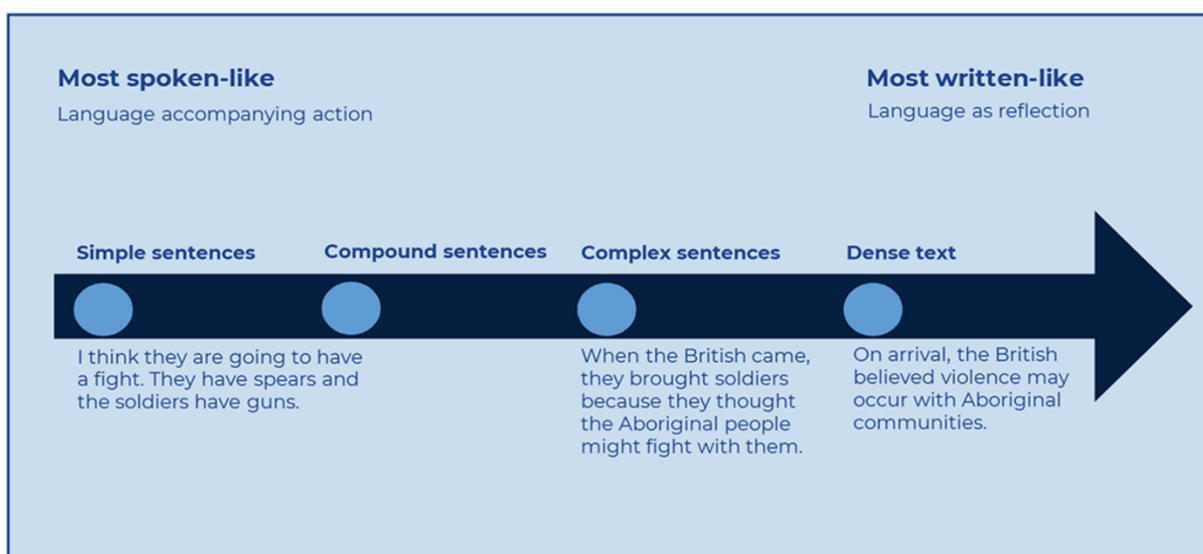 Most spoken-like
Language accompanying action
Most written-like
Language as reflection
Simple sentences
Compound sentences
Complex sentences
Dense text
I think they are going to have
a fight. They have spears and
the soldiers have guns.
When the British came,
they brought soldiers
because they thought
the Aboriginal people
might fight with them.
On arrival, the British
believed violence may
occur with Aboriginal
communities.